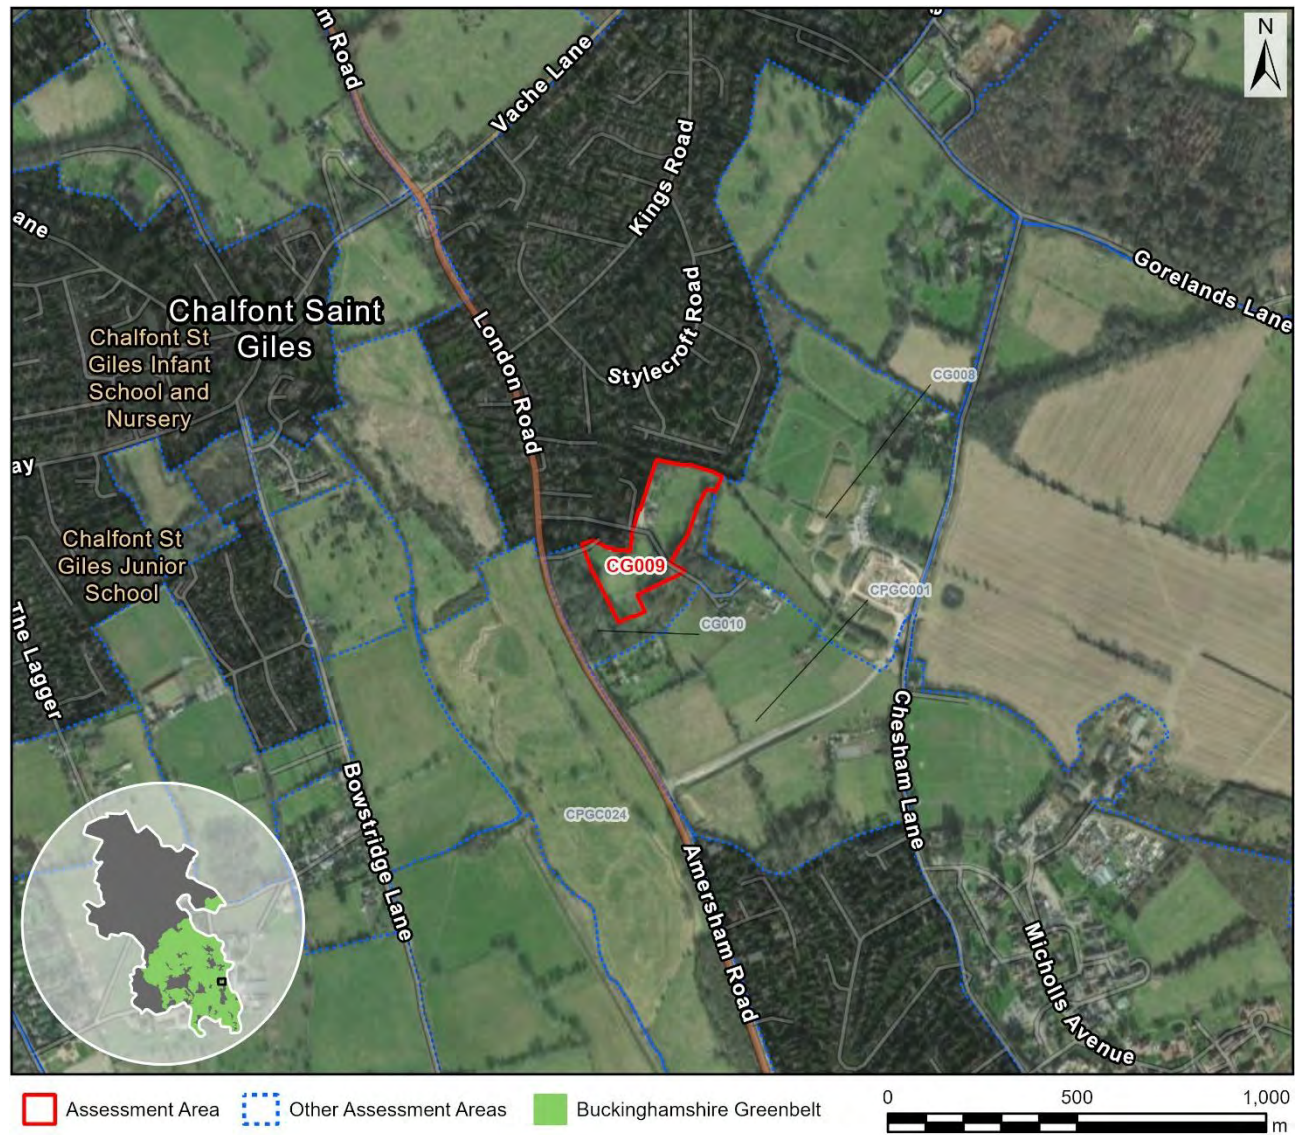 N
m Road
Vache Lane
Kings Road
ane
Gorelands Lane
Chalfont Saint
Giles
Chalfont St
Giles Infant
School and
Nursery
London Road
Stylecroft Road
CG008
ay
Chalfont St
Giles Junior
School
CG009
CPGC001
CG010
The Lagger
Chesham Lane
Bowstridge Lane
CPGC024
Amersham Road
Micholls Avenue
Assessment Area
Other Assessment Areas
Buckinghamshire Greenbelt
0 500 1,000
m